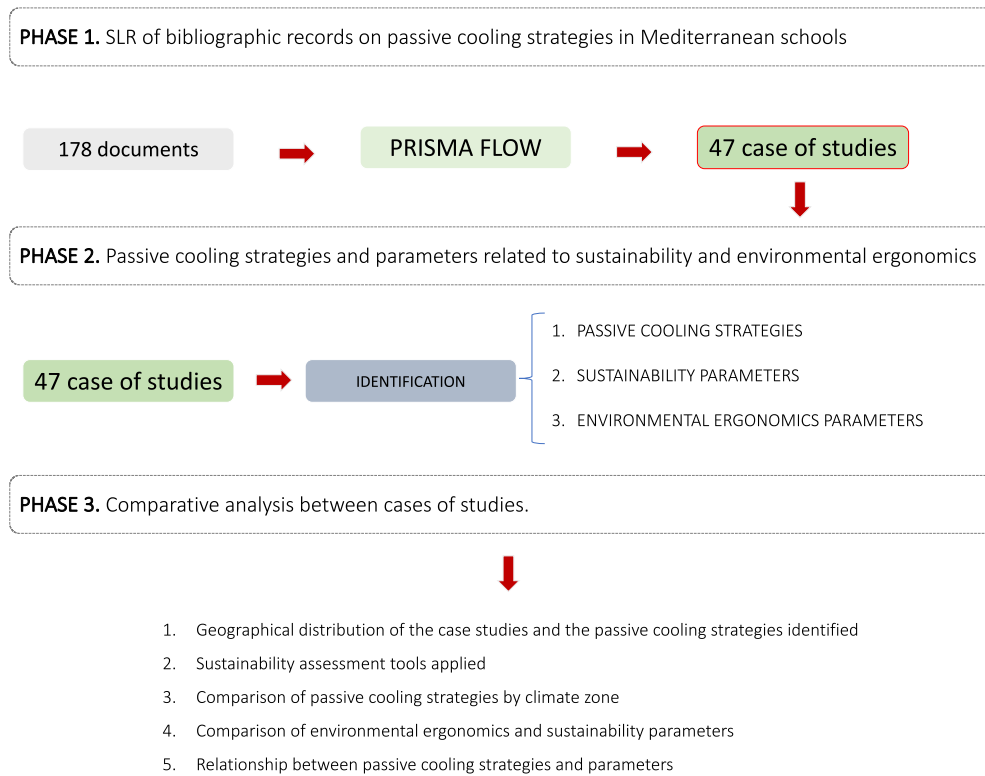 PHASE 1. SLR of bibliographic records on passive cooling strategies in Mediterranean schools
178 documents
PRISMA FLOW
47 case of studies
PHASE 2. Passive cooling strategies and parameters related to sustainability and environmental ergonomics
47 case of studies
IDENTIFICATION
1. PASSIVE COOLING STRATEGIES
2. SUSTAINABILITY PARAMETERS
3. ENVIRONMENTAL ERGONOMICS PARAMETERS
PHASE 3. Comparative analysis between cases of studies.
1. Geographical distribution of the case studies and the passive cooling strategies identified
2. Sustainability assessment tools applied
3. Comparison of passive cooling strategies by climate zone
4. Comparison of environmental ergonomics and sustainability parameters
5. Relationship between passive cooling strategies and parameters